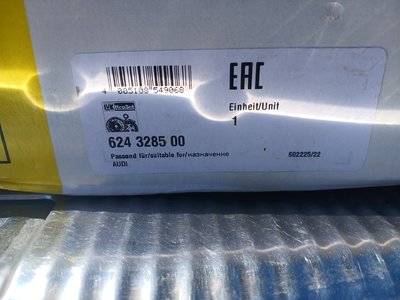 4 005108 549068
EAC
LuK RepSet
Einheit/Unit
1
624 3285 00
Passend für/suitable for/назначение
AUDI
602225/22